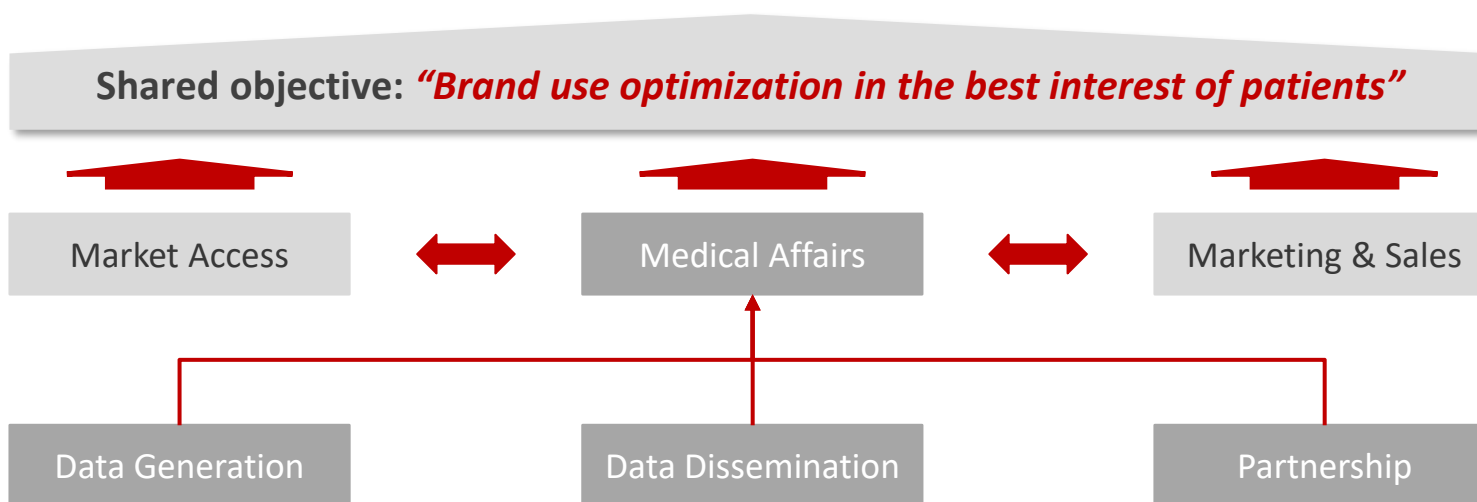 Shared objective: “Brand use optimization in the best interest of patients”
Market Access
Medical Affairs
Marketing & Sales
Data Generation
Data Dissemination
Partnership